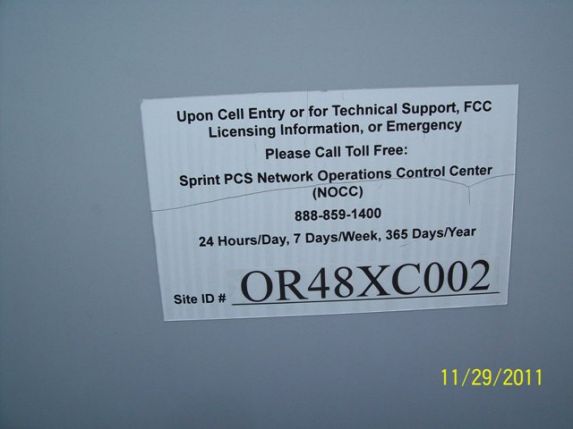 Upon Cell Entry or for Technical Support, FCC
Licensing Information, or Emergency
Please Call Toll Free:
Sprint PCS Network Operations Control Center
(NOCC)
888-859-1400
24 Hours/Day, 7 Days/Week, 365 Days/Year
Site ID # OR48XC002
11/29/2011